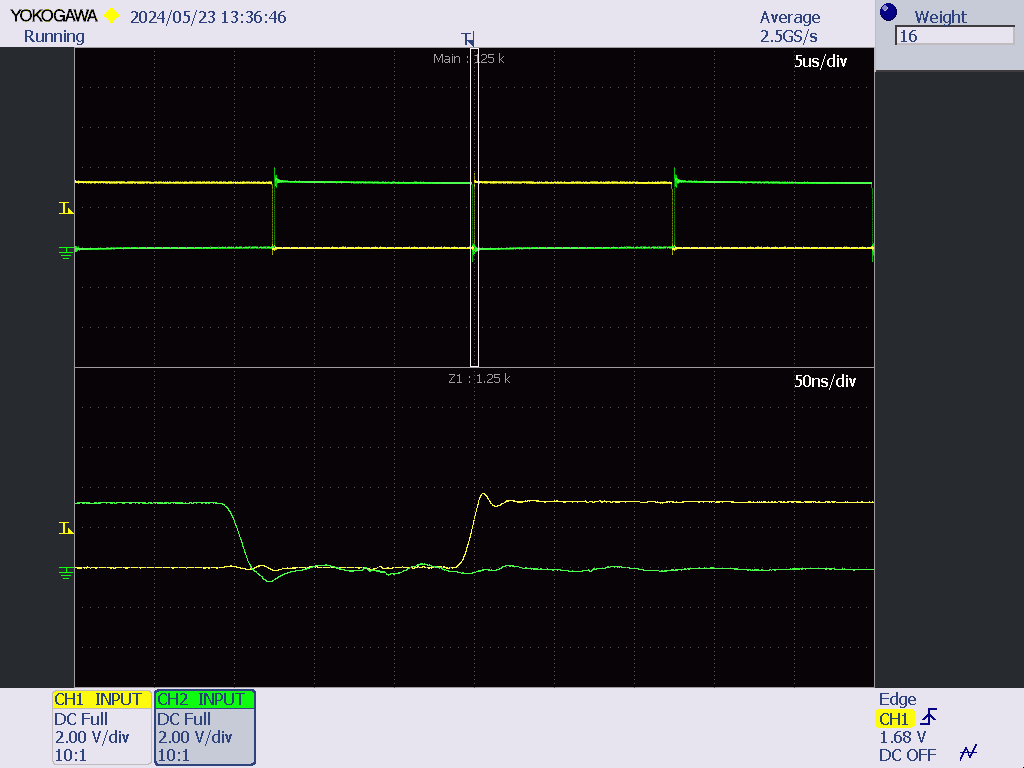 YOKOGAWA 2024/05/23 13:36:46
Running
Average
2.5GS/s
Weight
16
T
Main : 125 k
5us/div
T
Z1 : 1.25 k
50ns/div
T
CH1 INPUT
DC Full
2.00 V/div
10:1
CH2 INPUT
DC Full
2.00 V/div
10:1
Edge
CH1
1.68 V
DC OFF